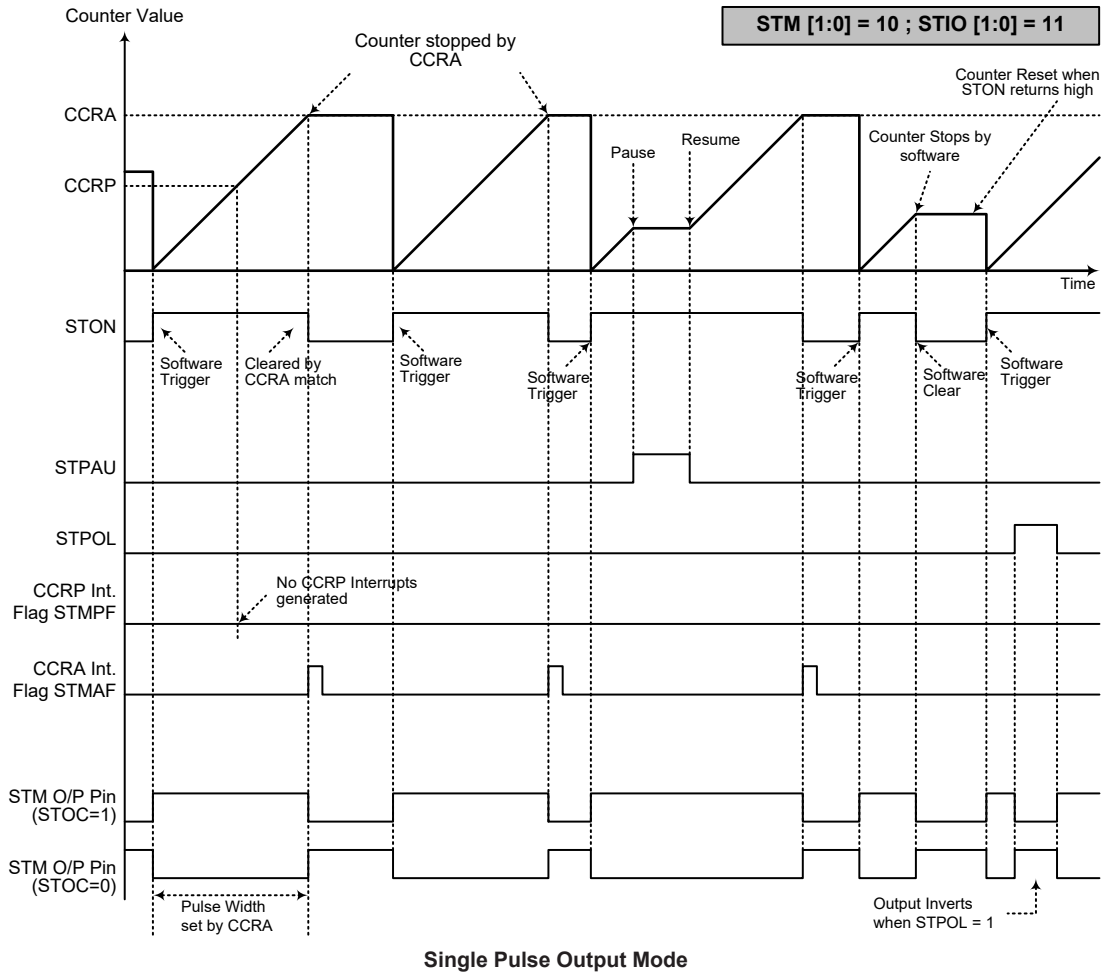 Counter Value
STM [1:0] = 10 ; STIO [1:0] = 11
Counter stopped by
CCRA
Counter Reset when
STON returns high
CCRA
Pause
Resume
Counter Stops by
software
CCRP
Time
STON
Software
Trigger
Cleared by
CCRA match
Software
Trigger
Software
Trigger
Software
Trigger
Software
Clear
Software
Trigger
STPAU
STPOL
CCRP Int.
Flag STMPF
No CCRP Interrupts
generated
CCRA Int.
Flag STMAF
STM O/P Pin
(STOC=1)
STM O/P Pin
(STOC=0)
Pulse Width
set by CCRA
Output Inverts
when STPOL = 1
Single Pulse Output Mode